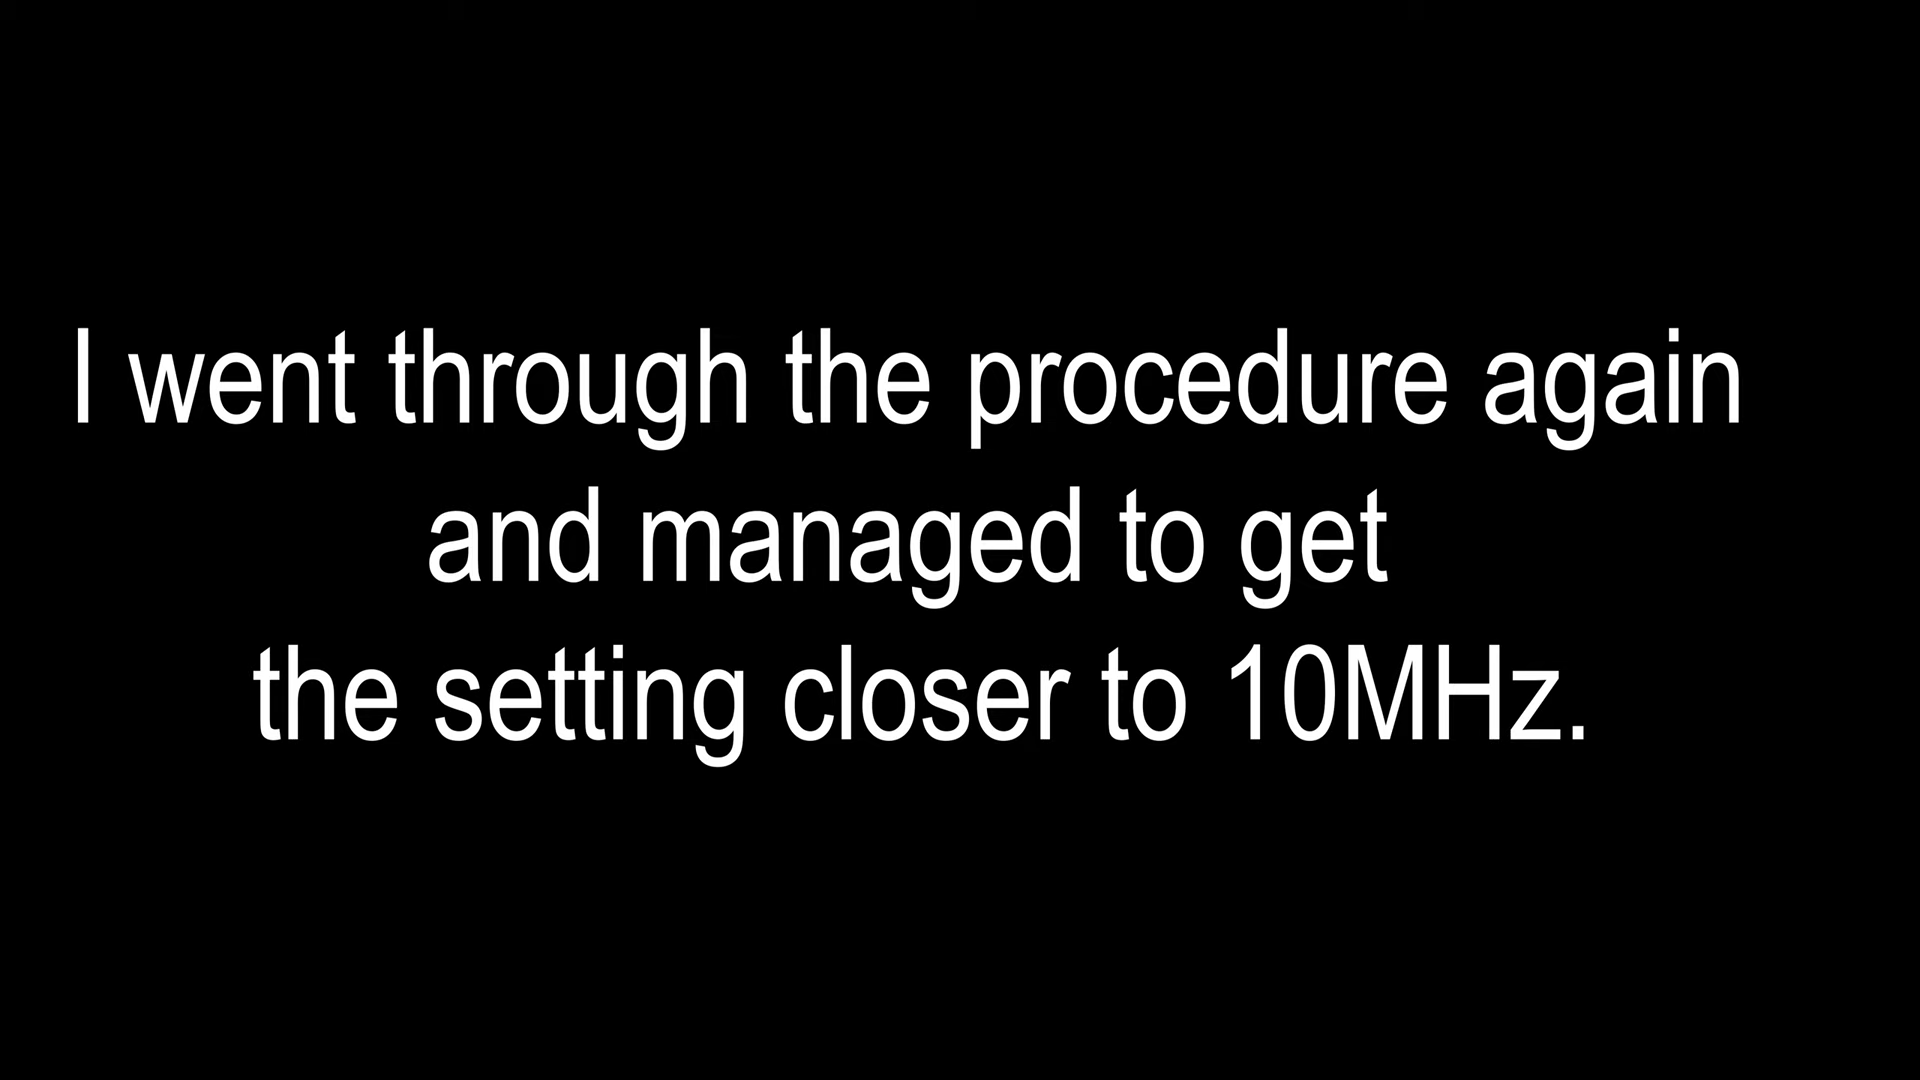 I went through the procedure again
and managed to get
the setting closer to 10MHz.